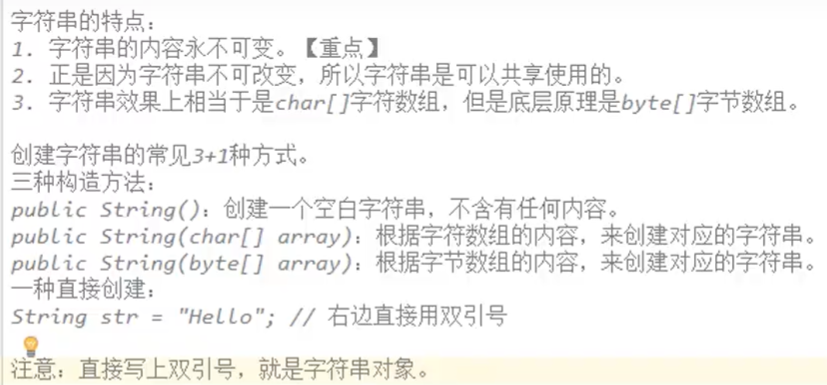 字符串的特点：
1. 字符串的内容永不可变。【重点】
2. 正是因为字符串不可改变，所以字符串是可以共享使用的。
3. 字符串效果上相当于是char[]字符数组，但是底层原理是byte[]字节数组。
创建字符串的常见3+1种方式。
三种构造方法：
public String()：创建一个空白字符串，不含有任何内容。
public String(char[] array)：根据字符数组的内容，来创建对应的字符串。
public String(byte[] array)：根据字节数组的内容，来创建对应的字符串。
一种直接创建：
String str = "Hello"; // 右边直接用双引号
注意：直接写上双引号，就是字符串对象。